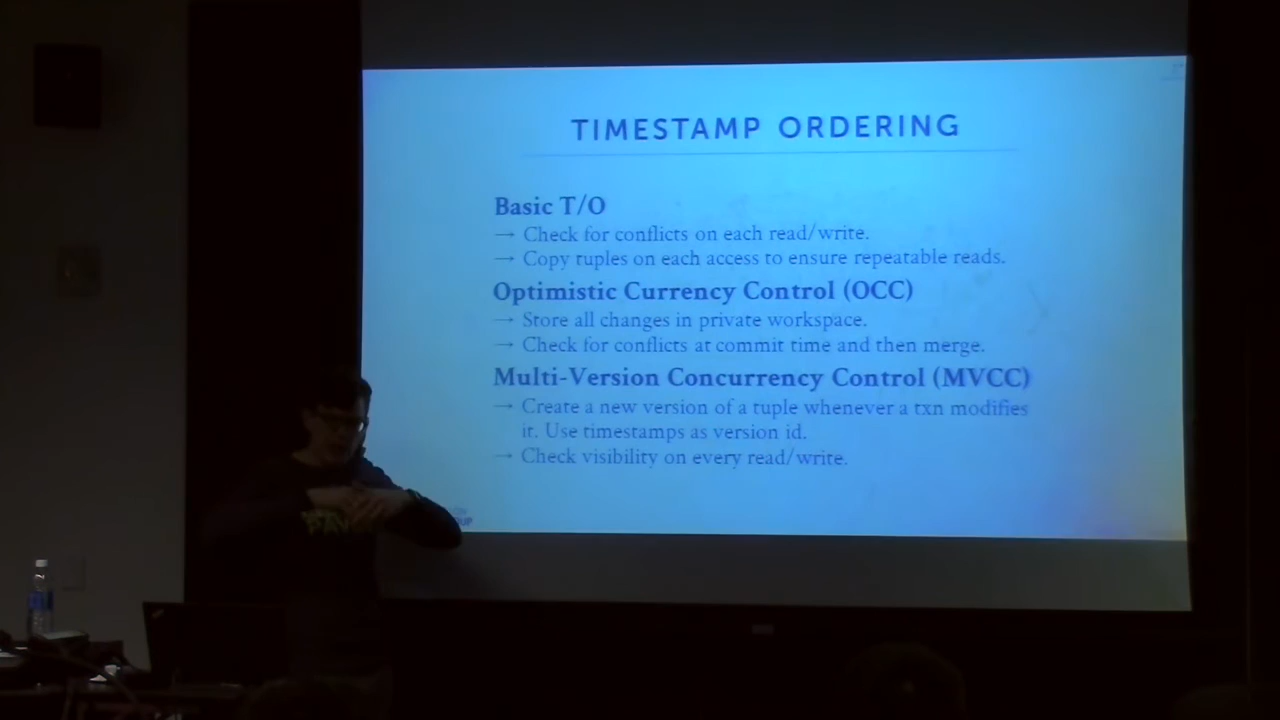 TIMESTAMP ORDERING
Basic T/O
→ Check for conflicts on each read/write.
→ Copy tuples on each access to ensure repeatable reads.
Optimistic Currency Control (OCC)
→ Store all changes in private workspace.
→ Check for conflicts at commit time and then merge.
Multi-Version Concurrency Control (MVCC)
→ Create a new version of a tuple whenever a txn modifies
it. Use timestamps as version id.
→ Check visibility on every read/write.